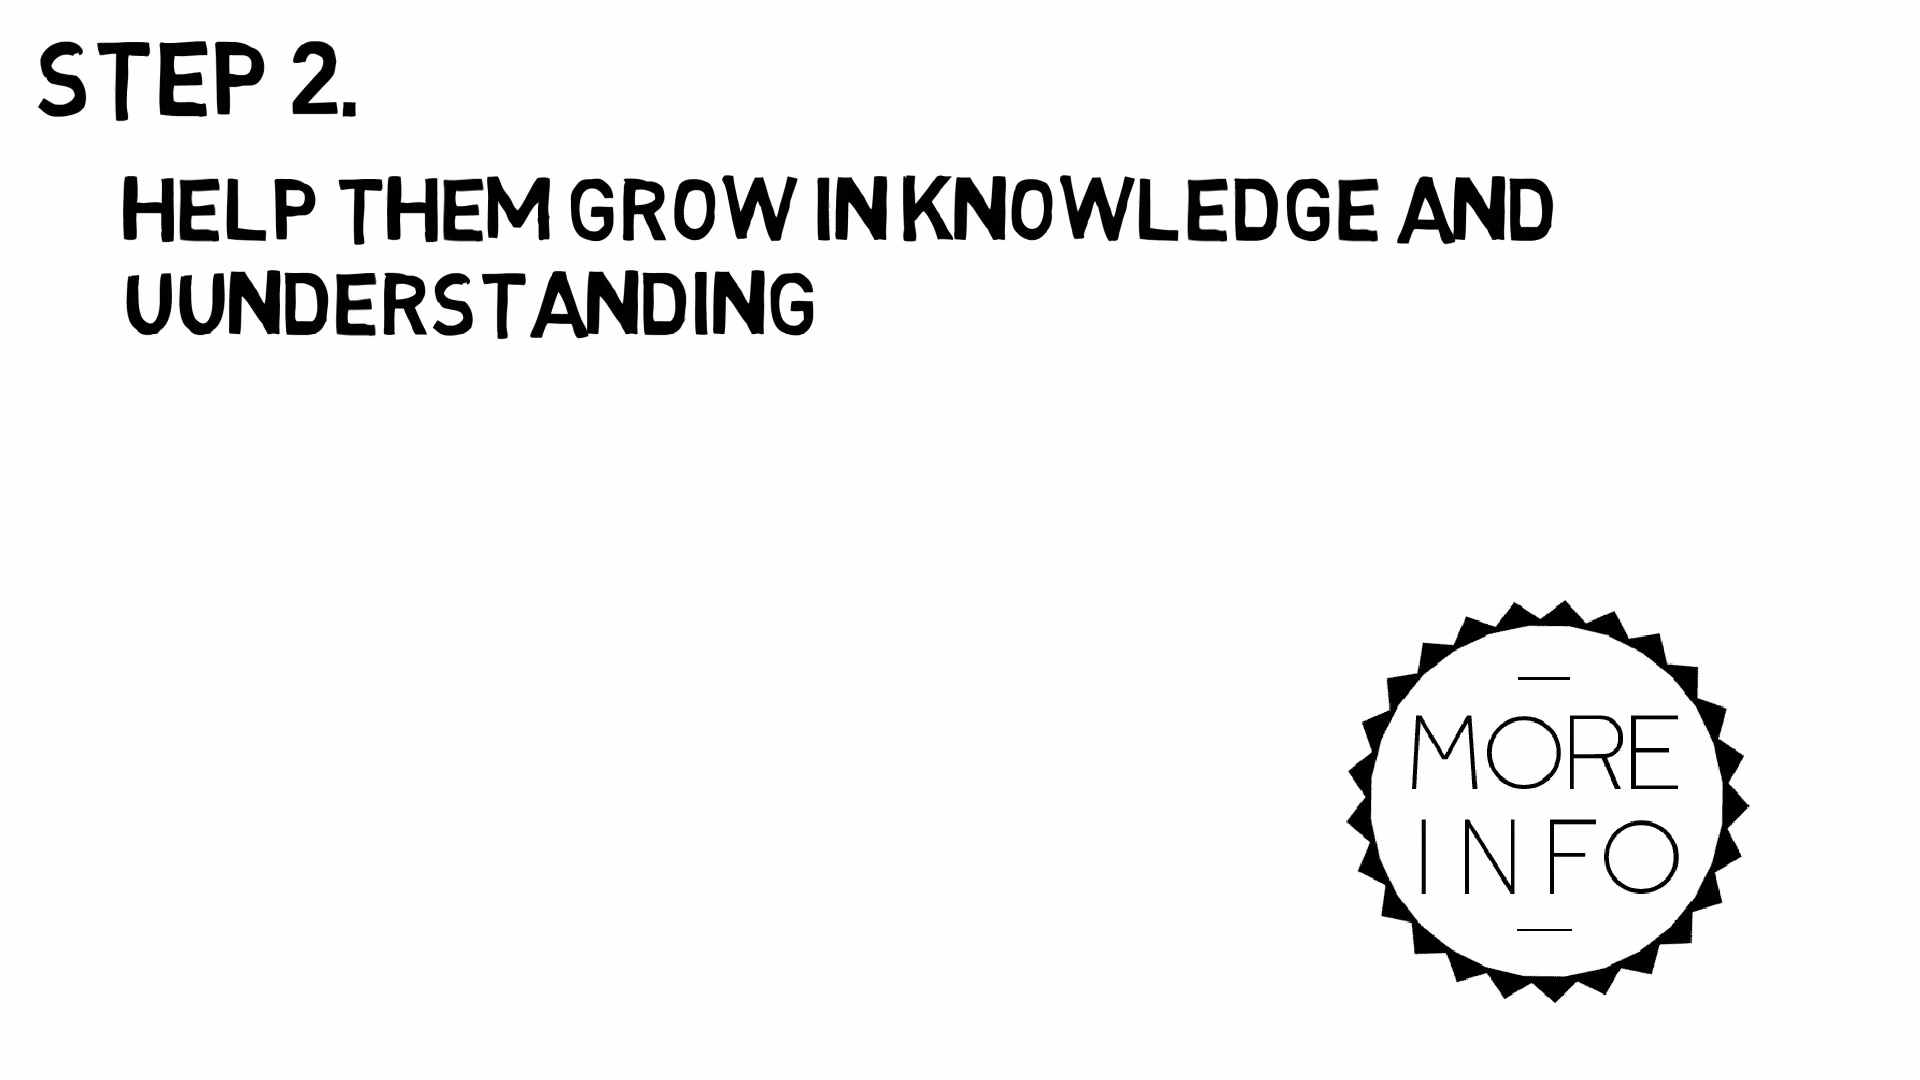 STEP 2.
HELP THEM GROW IN KNOWLEDGE AND
UUNDERSTANDING
MORE
INFO